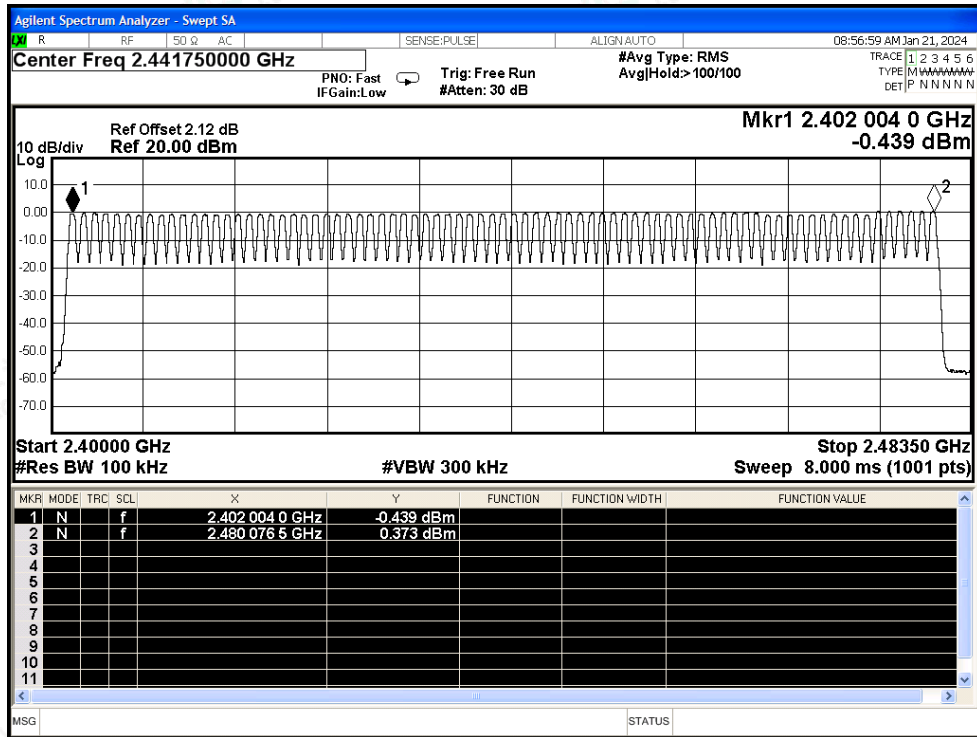 Agilent Spectrum Analyzer - Swept SA
LXI R RF 50 Ω AC SENSE:PULSE ALIGN AUTO 08:56:59 AM Jan 21, 2024
Center Freq 2.441750000 GHz
PNO: Fast
IFGain:Low
Trig: Free Run
#Atten: 30 dB
#Avg Type: RMS
Avg|Hold:>100/100
TRACE 1 2 3 4 5 6
TYPE M
DET P N N N N N
Mkr1 2.402 004 0 GHz
-0.439 dBm
Ref Offset 2.12 dB
10 dB/div Ref 20.00 dBm
Log
10.0
0.00
-10.0
-20.0
-30.0
-40.0
-50.0
-60.0
-70.0
1
2
Start 2.40000 GHz Stop 2.48350 GHz
#Res BW 100 kHz #VBW 300 kHz Sweep 8.000 ms (1001 pts)
MKR MODE TRC SCL X Y FUNCTION FUNCTION WIDTH FUNCTION VALUE
1 N f 2.402 004 0 GHz -0.439 dBm
2 N f 2.480 076 5 GHz 0.373 dBm
3
4
5
6
7
8
9
10
11
MSG STATUS